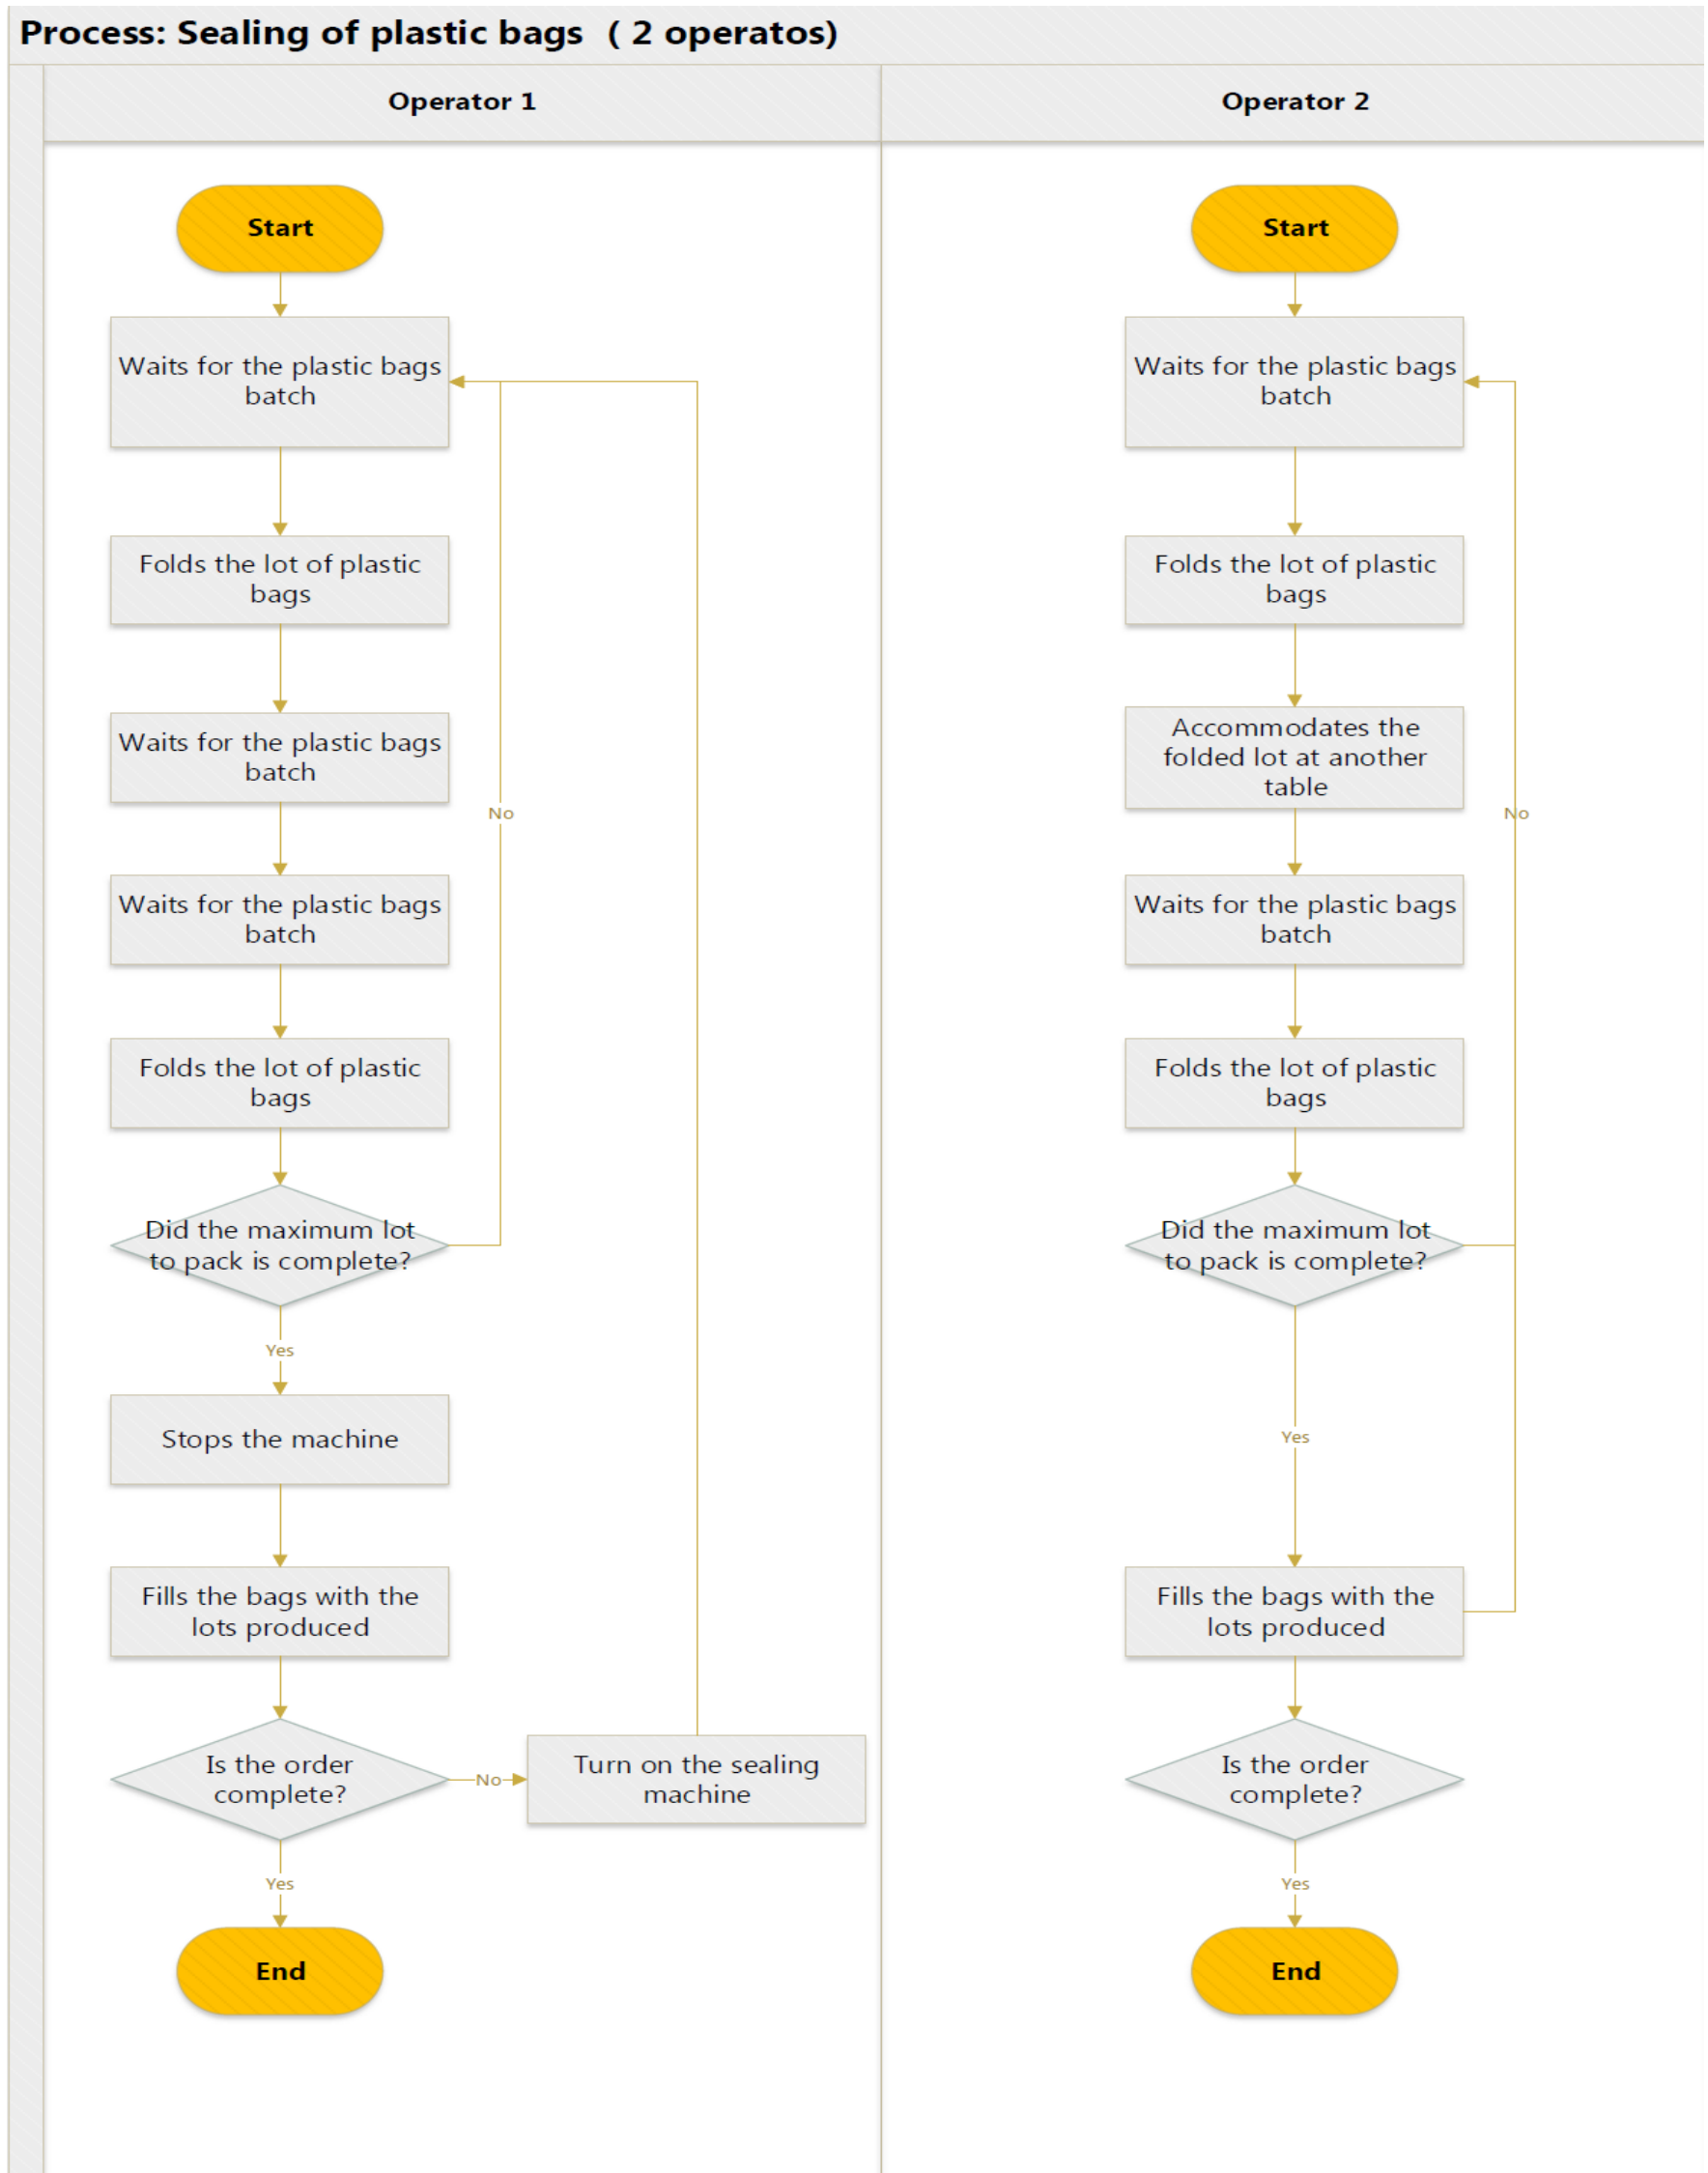 Process: Sealing of plastic bags  ( 2 operatos)
Operator 1
Start
Waits for the plastic bags
batch
Folds the lot of plastic
bags
Waits for the plastic bags
batch
No
Waits for the plastic bags
batch
Folds the lot of plastic
bags
Did the maximum lot
to pack is complete?
Yes
Stops the machine
Fills the bags with the
lots produced
Is the order
complete?
No
Turn on the sealing
machine
Yes
End
Operator 2
Start
Waits for the plastic bags
batch
Folds the lot of plastic
bags
Accommodates the
folded lot at another
table
No
Waits for the plastic bags
batch
Folds the lot of plastic
bags
Did the maximum lot
to pack is complete?
Yes
Fills the bags with the
lots produced
Is the order
complete?
Yes
End